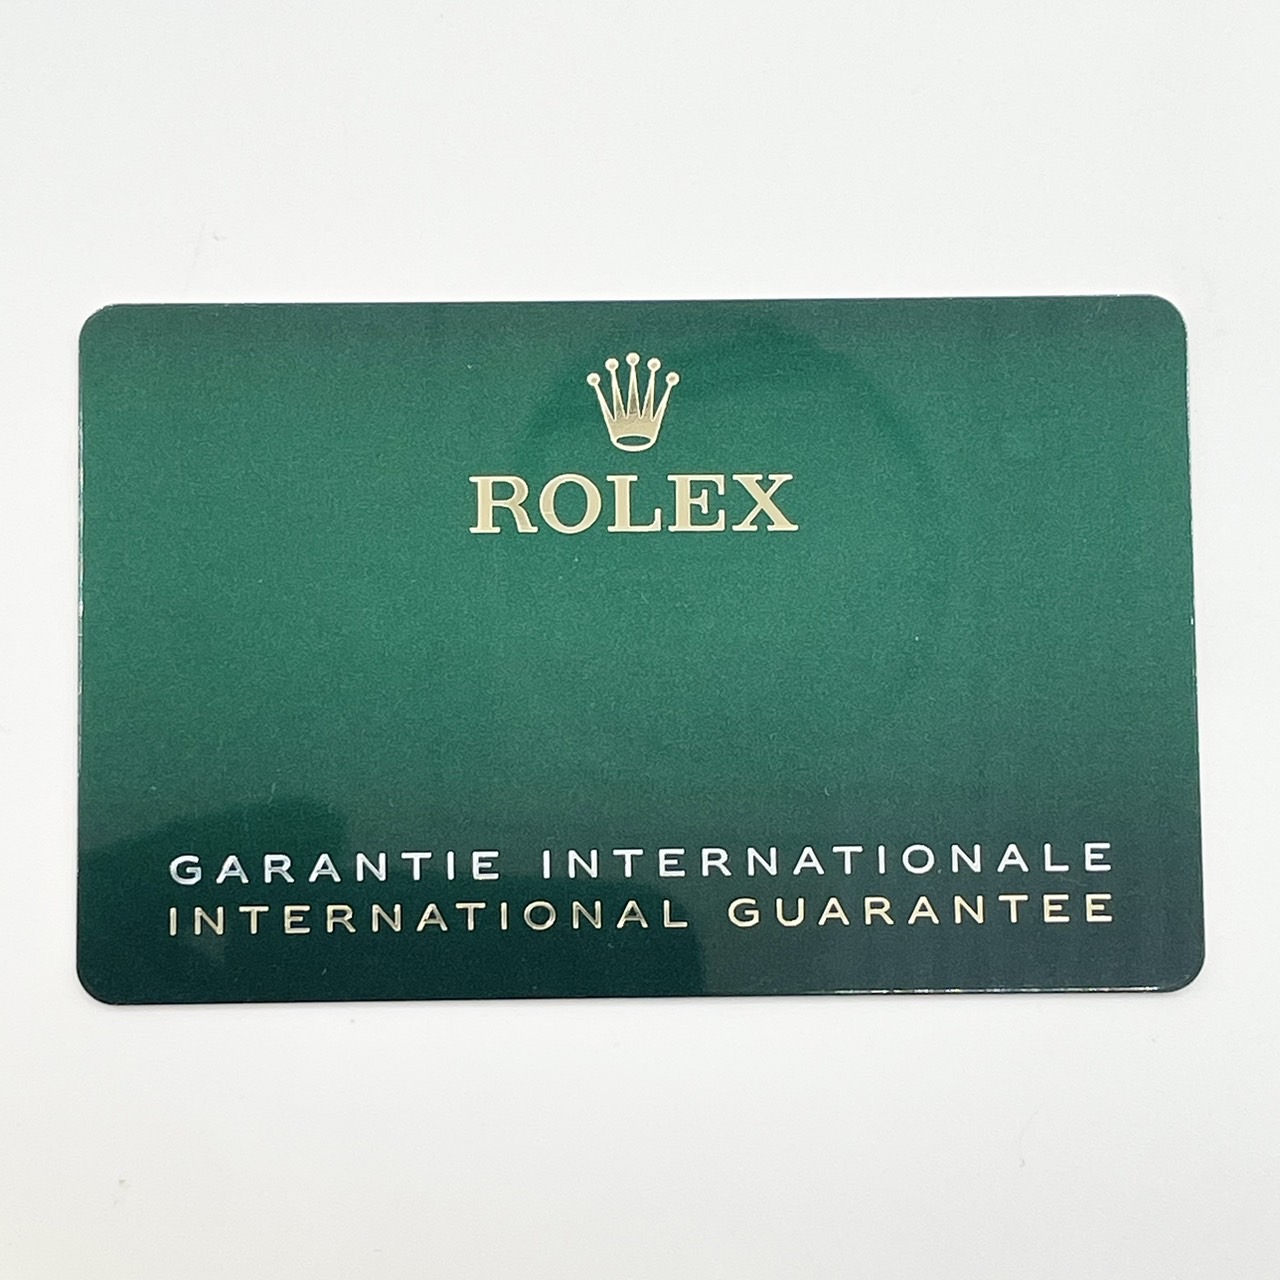 ROLEX
GARANTIE INTERNATIONALE
INTERNATIONAL GUARANTEE